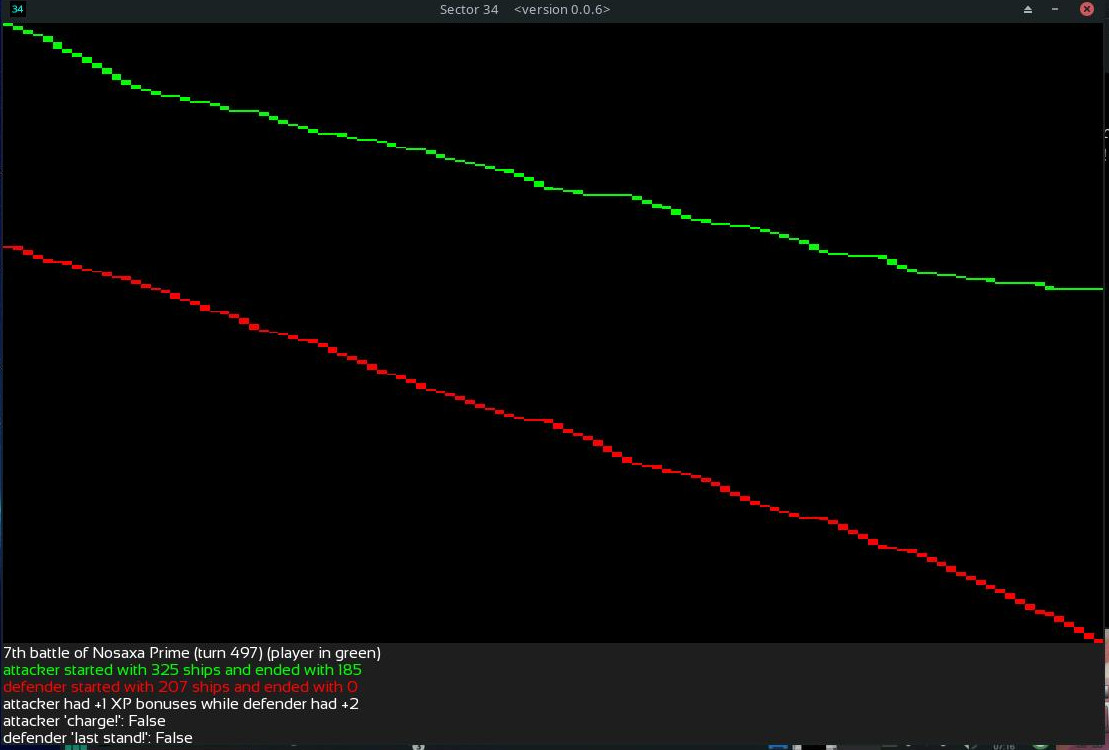 34
Sector 34 <version 0.0.6>
7th battle of Nosaxa Prime (turn 497) (player in green)
attacker started with 325 ships and ended with 185
defender started with 207 ships and ended with 0
attacker had +1 XP bonuses while defender had +2
attacker 'charge!': False
defender 'last stand!': False